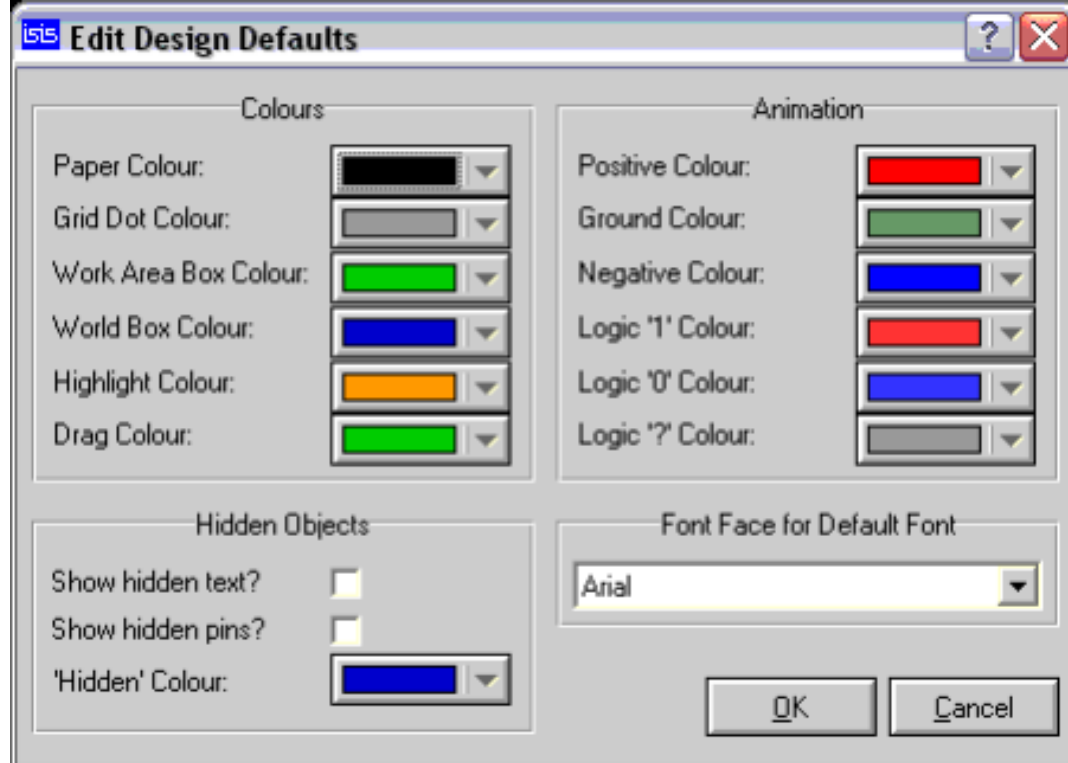 isis Edit Design Defaults ?
Colours
Paper Colour:
Grid Dot Colour:
Work Area Box Colour:
World Box Colour:
Highlight Colour:
Drag Colour:
Animation
Positive Colour:
Ground Colour:
Negative Colour:
Logic '1' Colour:
Logic '0' Colour:
Logic '?' Colour:
Hidden Objects
Show hidden text?
Show hidden pins?
'Hidden' Colour:
Font Face for Default Font
Arial
OK Cancel